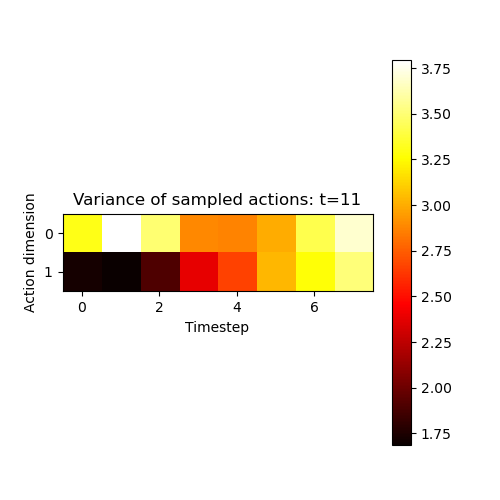 Variance of sampled actions: t=11
Action dimension
0
1
0 2 4 6
Timestep
3.75
3.50
3.25
3.00
2.75
2.50
2.25
2.00
1.75